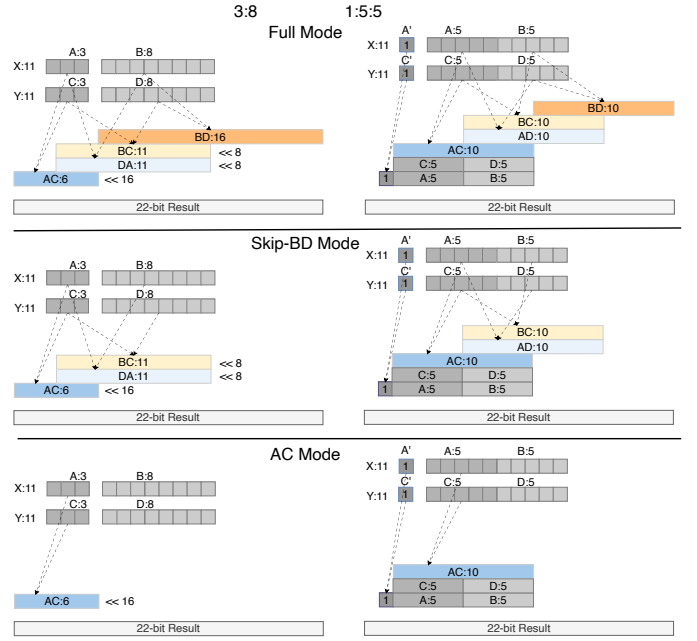 3:8 1:5:5
Full Mode
A:3 B:8
X:11
C:3 D:8
Y:11
BD:16
BC:11 << 8
DA:11 << 8
AC:6 << 16
22-bit Result
A' A:5 B:5
X:11 1
C' C:5 D:5
Y:11 1
BD:10
BC:10
AD:10
AC:10
C:5 D:5
1 A:5 B:5
22-bit Result
Skip-BD Mode
A:3 B:8
X:11
C:3 D:8
Y:11
BC:11 << 8
DA:11 << 8
AC:6 << 16
22-bit Result
A' A:5 B:5
X:11 1
C' C:5 D:5
Y:11 1
BC:10
AD:10
AC:10
C:5 D:5
1 A:5 B:5
22-bit Result
AC Mode
A:3 B:8
X:11
C:3 D:8
Y:11
AC:6 << 16
22-bit Result
A' A:5 B:5
X:11 1
C' C:5 D:5
Y:11 1
AC:10
C:5 D:5
1 A:5 B:5
22-bit Result